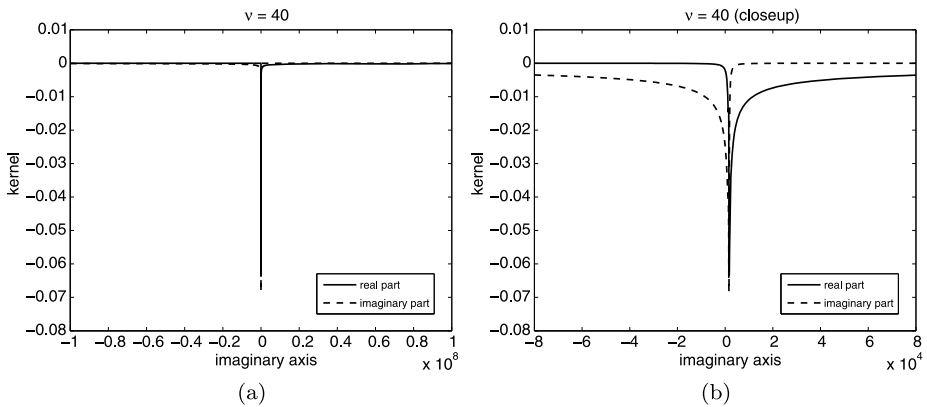 ν = 40
0.01
0
−0.01
−0.02
−0.03
−0.04
−0.05
−0.06
−0.07
−0.08
kernel
real part
imaginary part
−1 −0.8 −0.6 −0.4 −0.2 0 0.2 0.4 0.6 0.8 1
imaginary axis
x 10^8
(a)
ν = 40 (closeup)
0.01
0
−0.01
−0.02
−0.03
−0.04
−0.05
−0.06
−0.07
−0.08
kernel
real part
imaginary part
−8 −6 −4 −2 0 2 4 6 8
imaginary axis
x 10^4
(b)